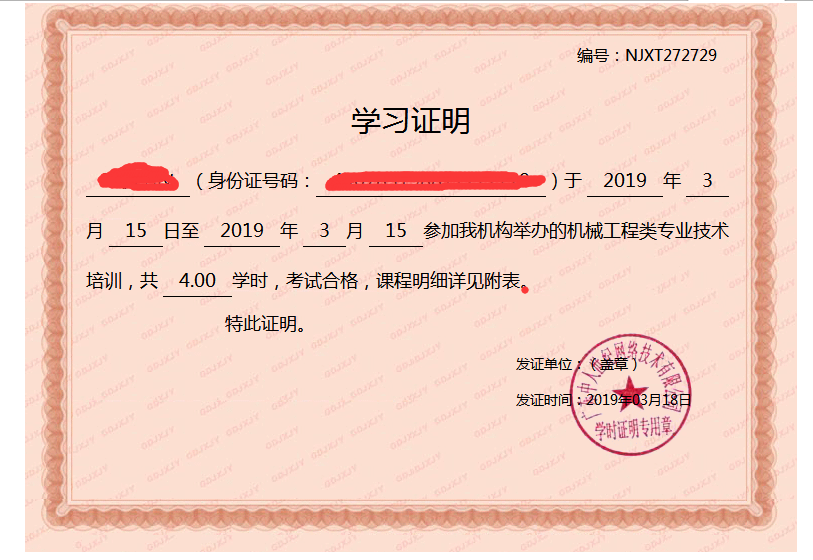 编号：NJXT272729
学习证明
（身份证号码： ）于 2019 年 3
月 15 日至 2019 年 3 月 15 参加我机构举办的机械工程类专业技术
培训，共 4.00 学时，考试合格，课程明细详见附表。
特此证明。
发证单位：（盖章）
发证时间：2019年03月18日
学时证明专用章
GDJXJY